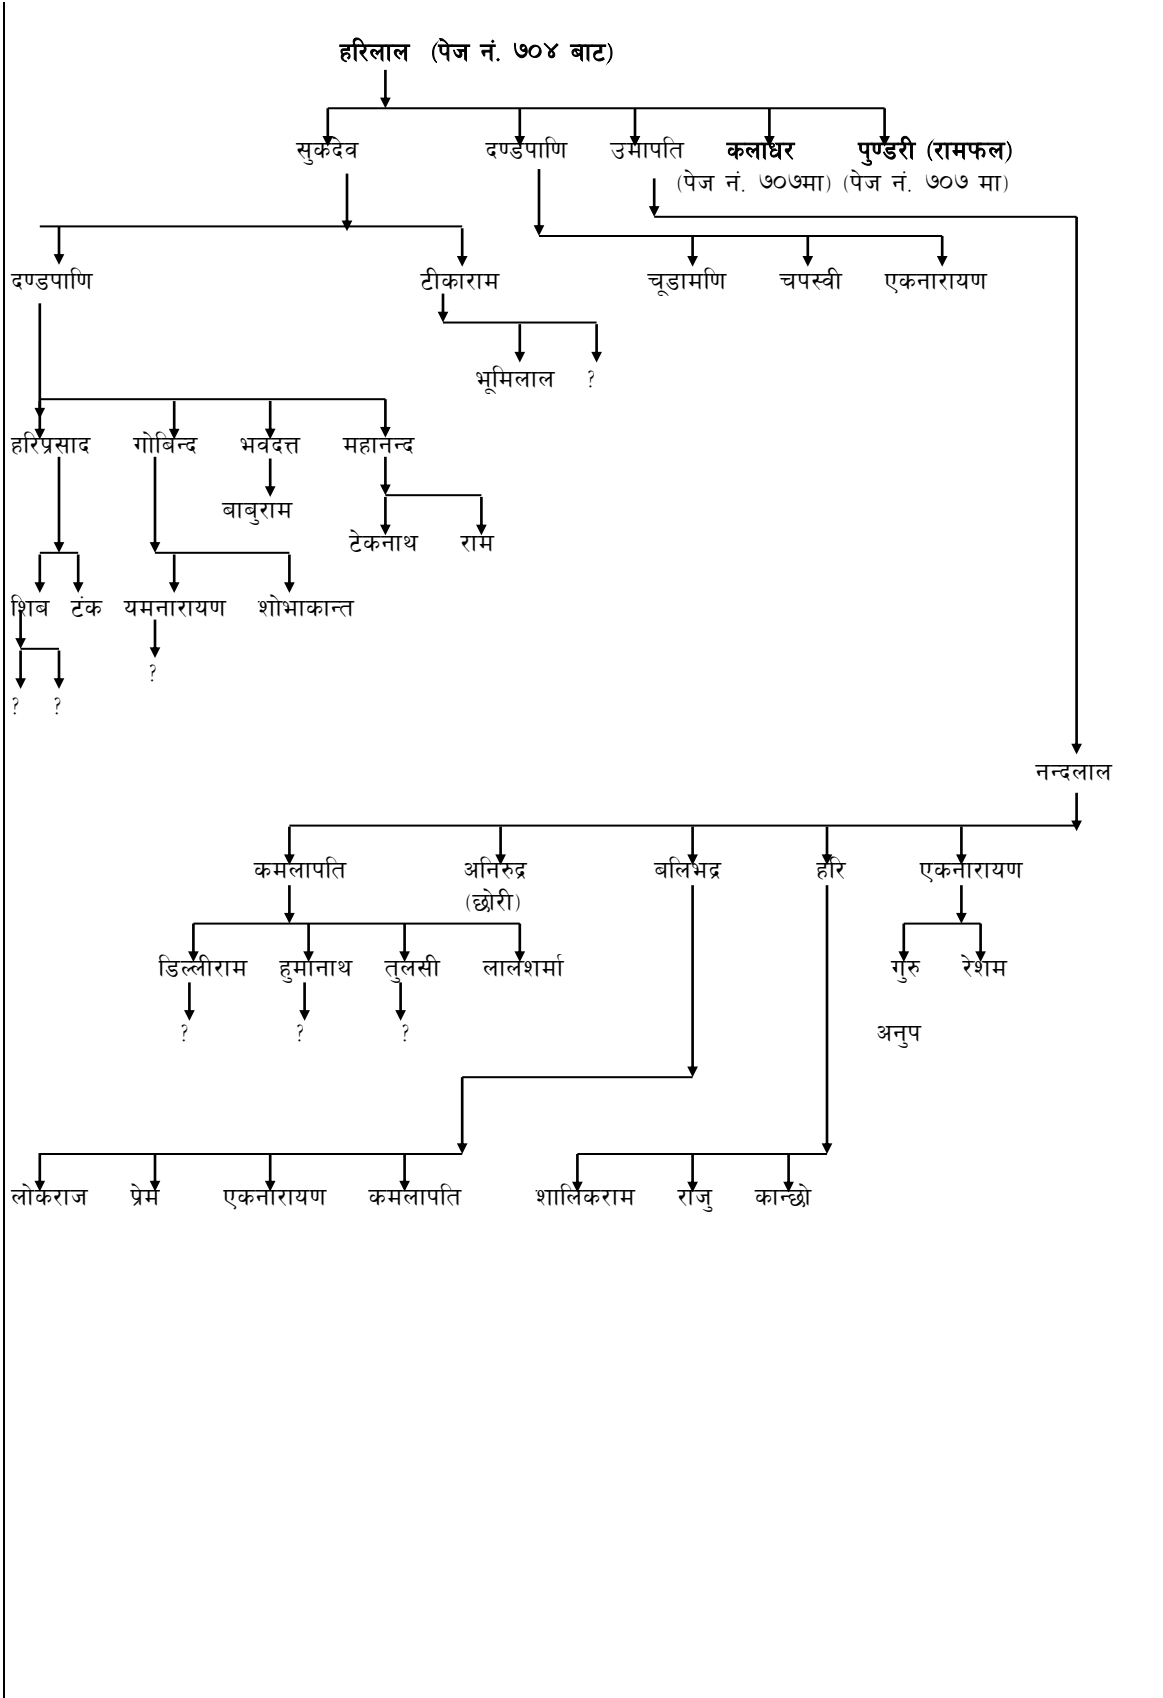 हरिलाल (पेज नं. ७०४ बाट)
सुकदेव दण्डपाणि उमापति कलाधर पुण्डरी (रामफल)
(पेज नं. ७०७मा) (पेज नं. ७०७ मा)
दण्डपाणि टीकाराम चूडामणि चपस्वी एकनारायण
भूमिलाल ?
हरिप्रसाद गोबिन्द भवदत्त महानन्द
बाबुराम
टेकनाथ राम
शिब टंक यमनारायण शोभाकान्त
?
? ?
नन्दलाल
कमलापति अनिरुद्र बलिभद्र हरि एकनारायण
(छोरी)
डिल्लीराम हुमानाथ तुलसी लालशर्मा गुरु रेशम
? ? ? अनुप
लोकराज प्रेम एकनारायण कमलापति शालिकराम राजु कान्छो